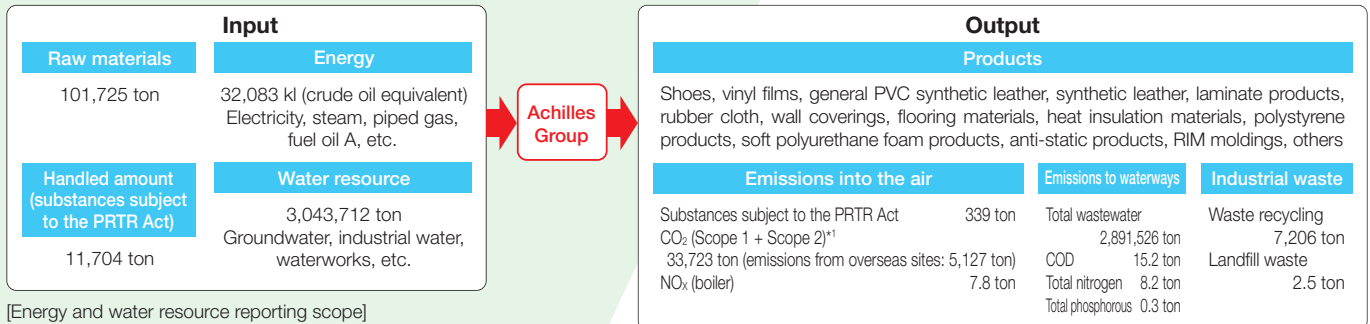 Input
Raw materials
101,725 ton
Energy
32,083 kl (crude oil equivalent)
Electricity, steam, piped gas,
fuel oil A, etc.
Handled amount
(substances subject
to the PRTR Act)
11,704 ton
Water resource
3,043,712 ton
Groundwater, industrial water,
waterworks, etc.
[Energy and water resource reporting scope]
Achilles
Group
Output
Products
Shoes, vinyl films, general PVC synthetic leather, synthetic leather, laminate products,
rubber cloth, wall coverings, flooring materials, heat insulation materials, polystyrene
products, soft polyurethane foam products, anti-static products, RIM moldings, others
Emissions into the air
Substances subject to the PRTR Act 339 ton
CO₂ (Scope 1 + Scope 2)*1
33,723 ton (emissions from overseas sites: 5,127 ton)
NOx (boiler) 7.8 ton
Emissions to waterways
Total wastewater
2,891,526 ton
COD 15.2 ton
Total nitrogen 8.2 ton
Total phosphorous 0.3 ton
Industrial waste
Waste recycling
7,206 ton
Landfill waste
2.5 ton